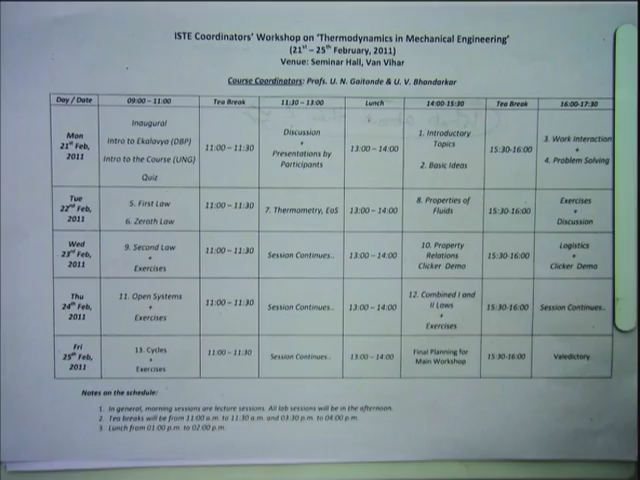 ISTE Coordinators' Workshop on 'Thermodynamics in Mechanical Engineering'
(21st – 25th February, 2011)
Venue: Seminar Hall, Van Vihar
Course Coordinators: Profs. U. N. Gaitonde & U. V. Bhandarkar
Day / Date 09:00 – 11:00 Tea Break 11:30 – 13:00 Lunch 14:00-15:30 Tea Break 16:00-17:30
Mon 21st Feb, 2011
Inaugural
Intro to Ekalavya (DBP)
Intro to the Course (UNG)
Quiz
11:00 – 11:30
Discussion
+
Presentations by
Participants
13:00 – 14:00
1. Introductory
Topics
2. Basic Ideas
15:30-16:00
3. Work Interaction
+
4. Problem Solving
Tue 22nd Feb, 2011
5. First Law
6. Zeroth Law
11:00 – 11:30
7. Thermometry, EoS
13:00 – 14:00
8. Properties of
Fluids
15:30-16:00
Exercises
+
Discussion
Wed 23rd Feb, 2011
9. Second Law
+
Exercises
11:00 – 11:30
Session Continues..
13:00 – 14:00
10. Property
Relations
Clicker Demo
15:30-16:00
Logistics
+
Clicker Demo
Thu 24th Feb, 2011
11. Open Systems
+
Exercises
11:00 – 11:30
Session Continues..
13:00 – 14:00
12. Combined I and
II Laws
+
Exercises
15:30-16:00
Session Continues..
Fri 25th Feb, 2011
13. Cycles
+
Exercises
11:00 – 11:30
Session Continues..
13:00 – 14:00
Final Planning for
Main Workshop
15:30-16:00
Valedictory
Notes on the schedule:
1. In general, morning sessions are lecture sessions. All lab sessions will be in the afternoon.
2. Tea breaks will be from 11:00 a.m. to 11:30 a.m. and 03:30 p.m. to 04:00 p.m.
3. Lunch from 01:00 p.m. to 02:00 p.m.